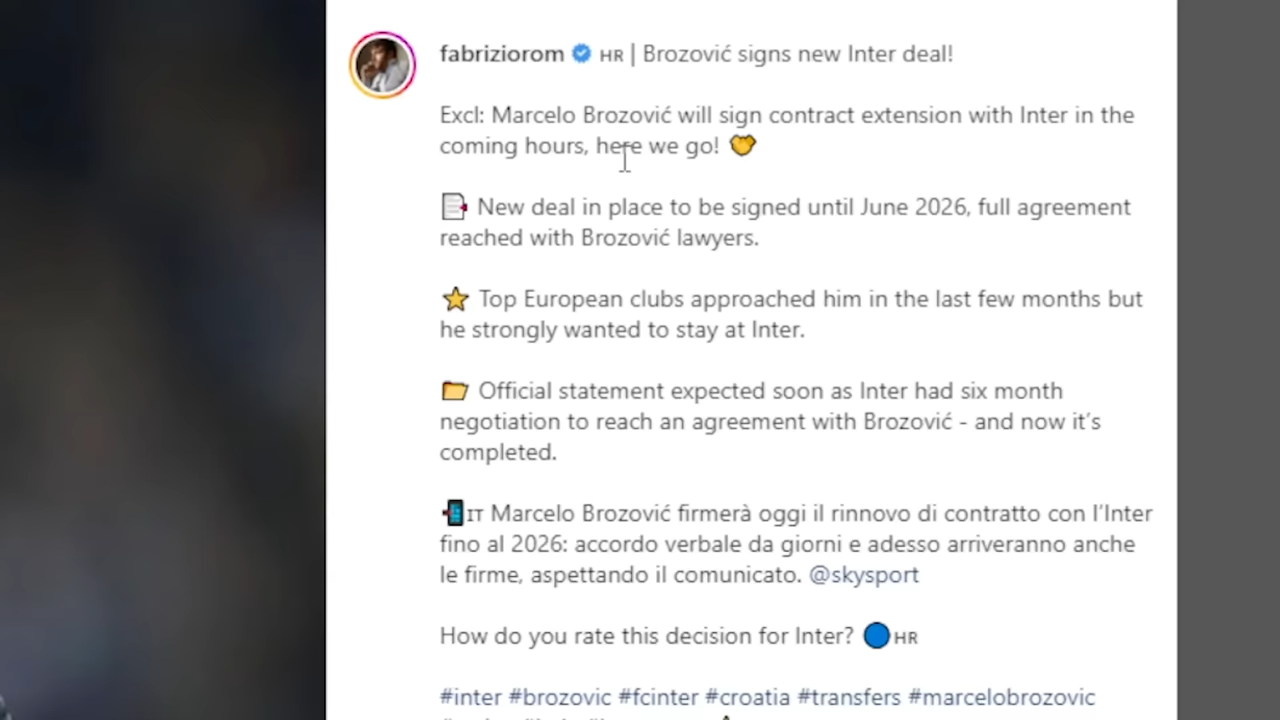 fabriziorom HR | Brozović signs new Inter deal!
Excl: Marcelo Brozović will sign contract extension with Inter in the
coming hours, here we go!
New deal in place to be signed until June 2026, full agreement
reached with Brozović lawyers.
Top European clubs approached him in the last few months but
he strongly wanted to stay at Inter.
Official statement expected soon as Inter had six month
negotiation to reach an agreement with Brozović - and now it's
completed.
IT Marcelo Brozović firmerà oggi il rinnovo di contratto con l'Inter
fino al 2026: accordo verbale da giorni e adesso arriveranno anche
le firme, aspettando il comunicato. @skysport
How do you rate this decision for Inter? HR
#inter #brozovic #fcinter #croatia #transfers #marcelobrozovic